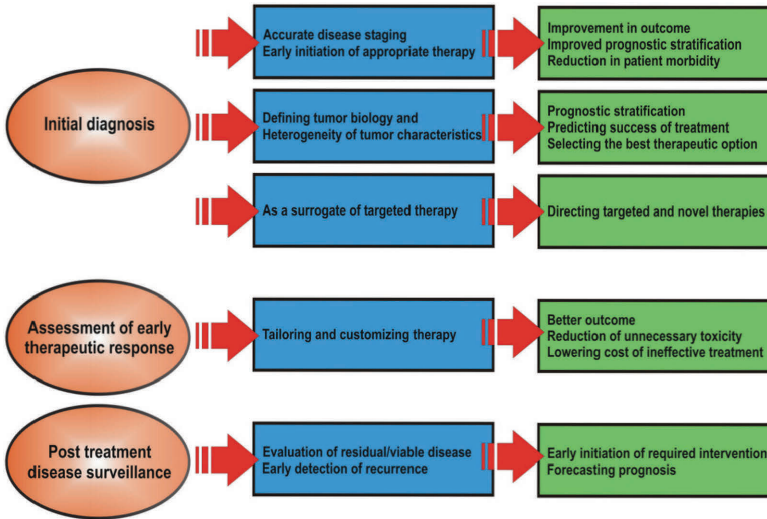 Accurate disease staging
Early initiation of appropriate therapy
Improvement in outcome
Improved prognostic stratification
Reduction in patient morbidity
Initial diagnosis
Defining tumor biology and
Heterogeneity of tumor characteristics
Prognostic stratification
Predicting success of treatment
Selecting the best therapeutic option
As a surrogate of targeted therapy
Directing targeted and novel therapies
Assessment of early
therapeutic response
Tailoring and customizing therapy
Better outcome
Reduction of unnecessary toxicity
Lowering cost of ineffective treatment
Post treatment
disease surveillance
Evaluation of residual/viable disease
Early detection of recurrence
Early initiation of required intervention
Forecasting prognosis